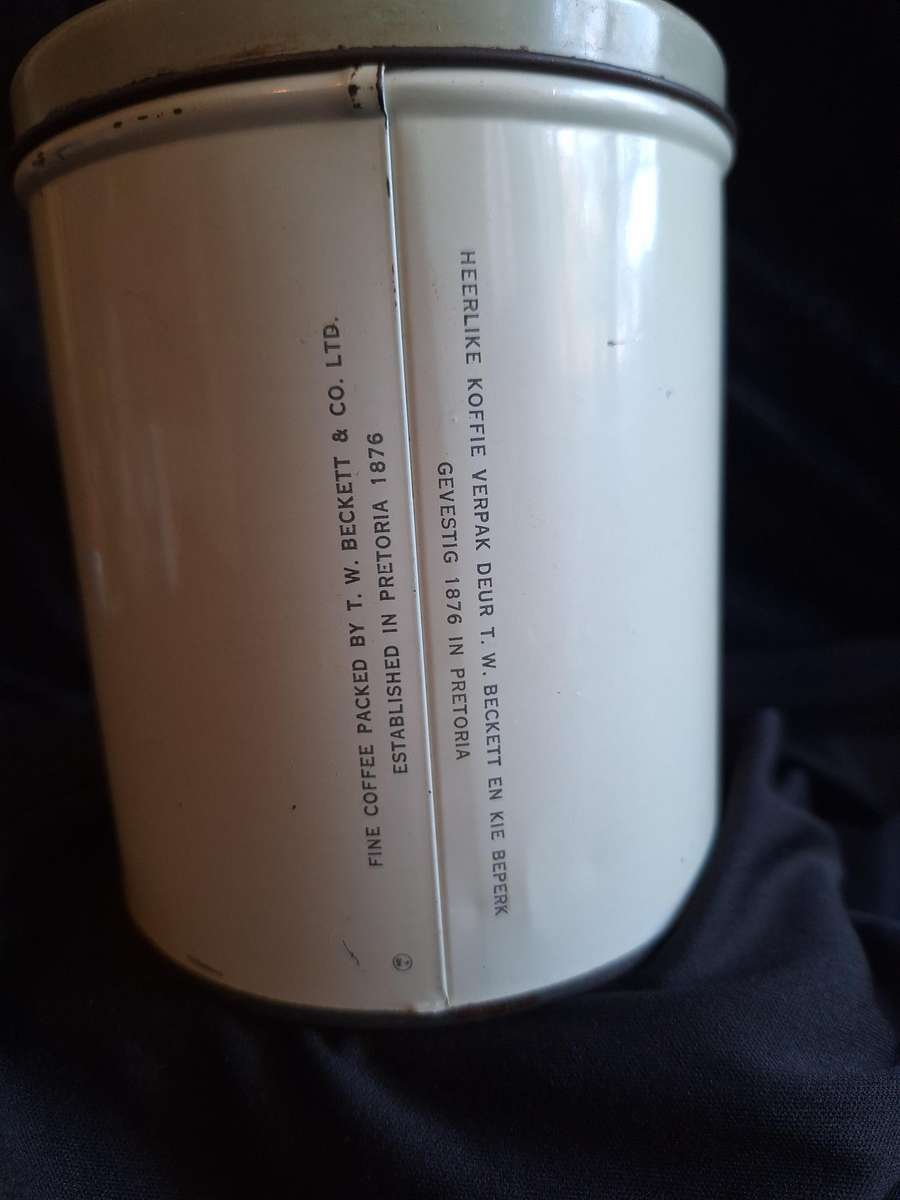 FINE COFFEE PACKED BY T. W. BECKETT & CO. LTD.
ESTABLISHED IN PRETORIA 1876
HEERLIKE KOFFIE VERPAK DEUR T. W. BECKETT EN KIE BEPERK
GEVESTIG 1876 IN PRETORIA